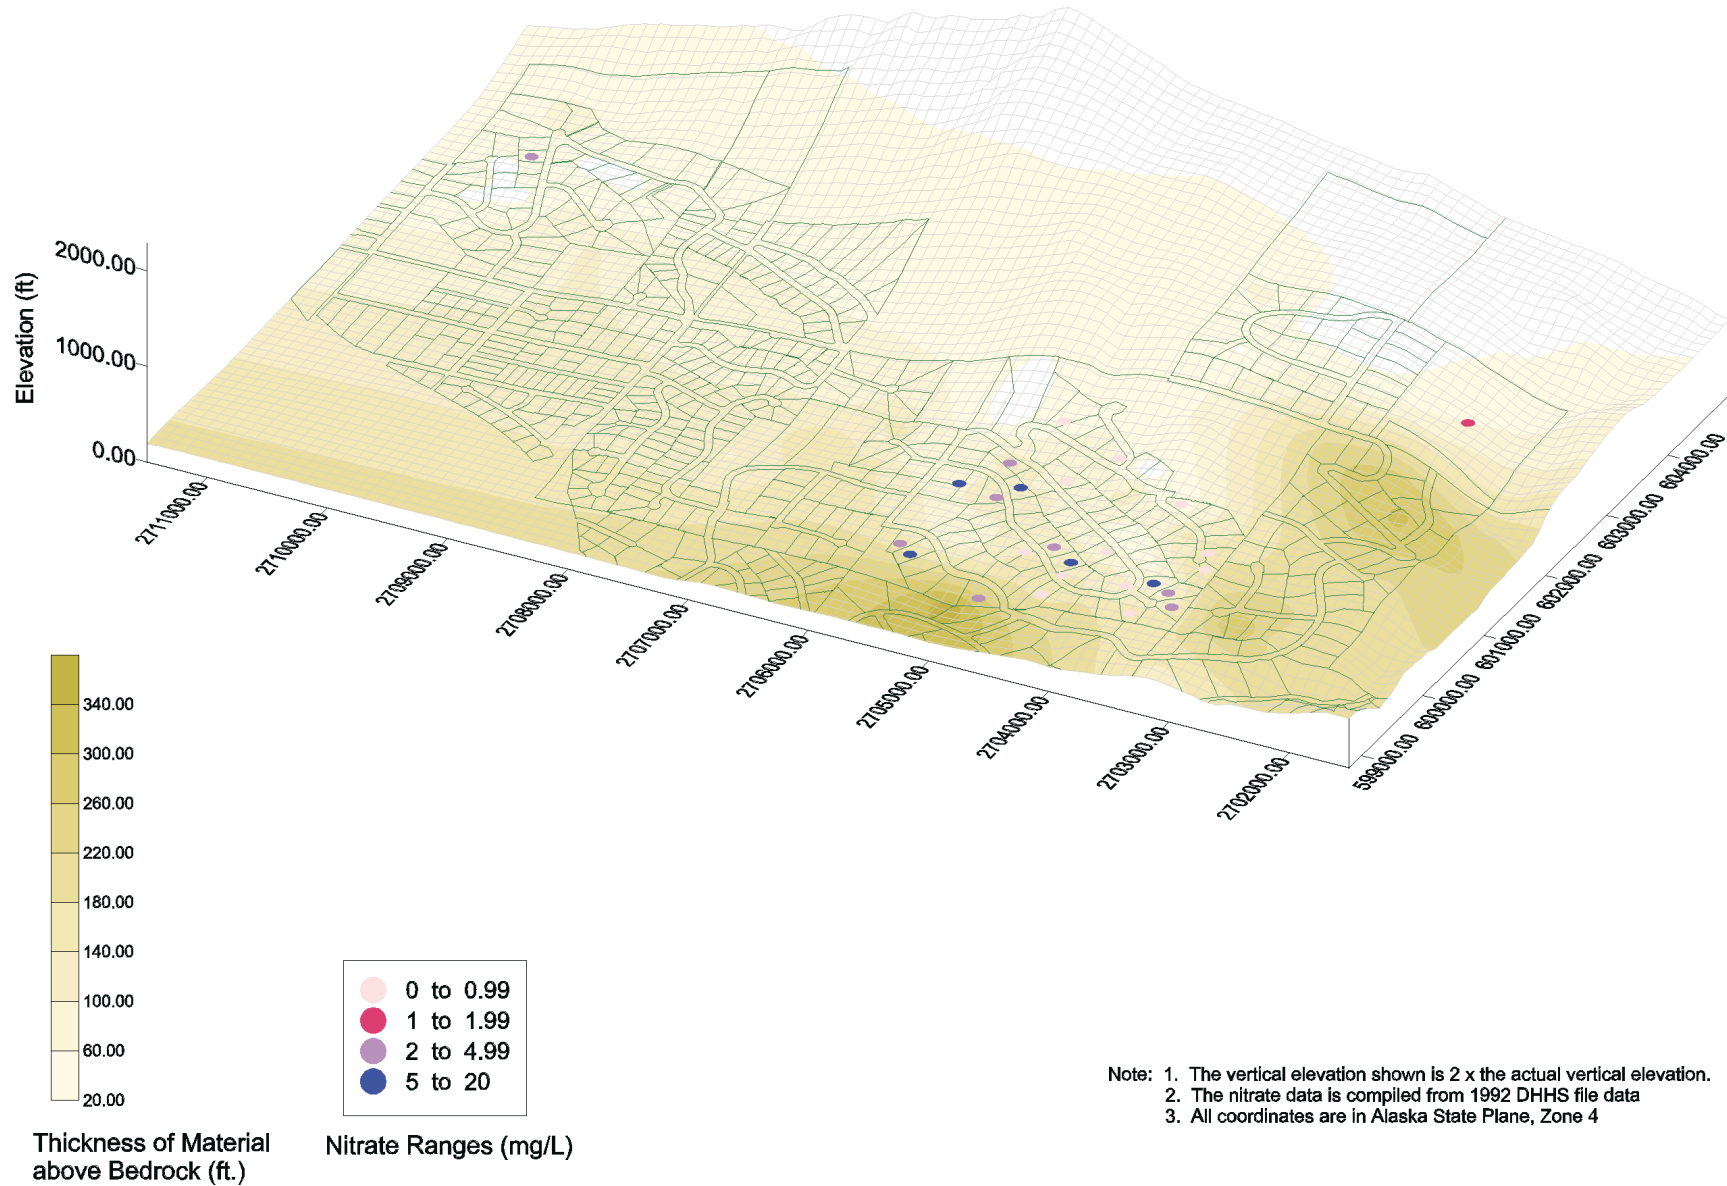 Elevation (ft)
2000.00
1000.00
0.00
2711000.00
2710000.00
2709000.00
2708000.00
2707000.00
2706000.00
2705000.00
2704000.00
2703000.00
2702000.00
599000.00
600000.00
601000.00
602000.00
603000.00
604000.00
340.00
300.00
260.00
220.00
180.00
140.00
100.00
60.00
20.00
Thickness of Material
above Bedrock (ft.)
0 to 0.99
1 to 1.99
2 to 4.99
5 to 20
Nitrate Ranges (mg/L)
Note: 1. The vertical elevation shown is 2 x the actual vertical elevation.
2. The nitrate data is compiled from 1992 DHHS file data
3. All coordinates are in Alaska State Plane, Zone 4